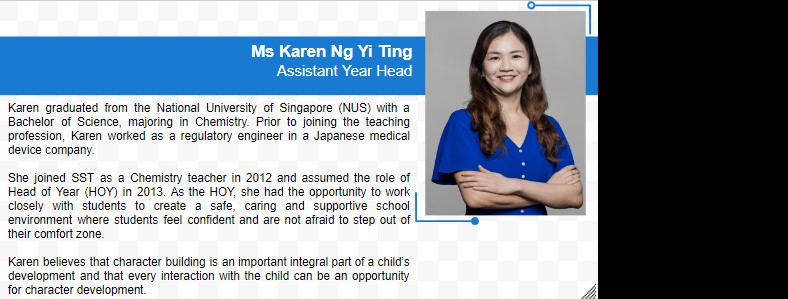 Ms Karen Ng Yi Ting
Assistant Year Head
Karen graduated from the National University of Singapore (NUS) with a
Bachelor of Science, majoring in Chemistry. Prior to joining the teaching
profession, Karen worked as a regulatory engineer in a Japanese medical
device company.
She joined SST as a Chemistry teacher in 2012 and assumed the role of
Head of Year (HOY) in 2013. As the HOY, she had the opportunity to work
closely with students to create a safe, caring and supportive school
environment where students feel confident and are not afraid to step out of
their comfort zone.
Karen believes that character building is an important integral part of a child's
development and that every interaction with the child can be an opportunity
for character development.